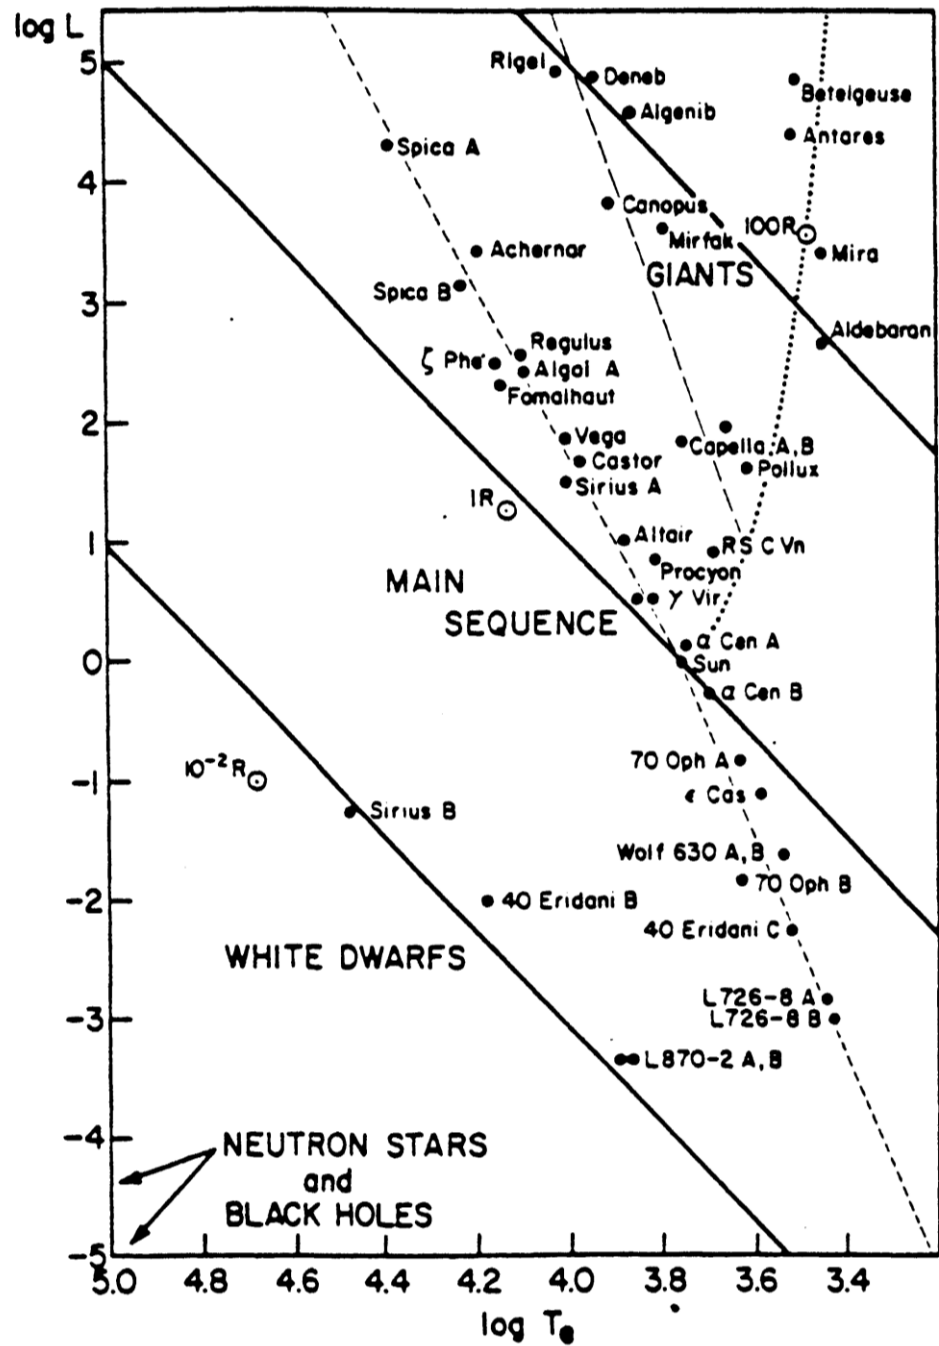 log L
5
Rigel
Deneb
Betelgeuse
Algenib
Antares
Spica A
4
Canopus
100R⊙
Mirfak
Mira
Achernar
GIANTS
Spica B
3
Aldebaran
Regulus
ζ Phe
Algol A
Fomalhaut
2
Vega
Capella A,B
Castor
Pollux
Sirius A
1R⊙
1
Altair
R S C Vn
Procyon
MAIN
γ Vir
SEQUENCE
α Cen A
0
Sun
α Cen B
70 Oph A
-1
10⁻²R⊙
ϵ Cas
Sirius B
Wolf 630 A,B
70 Oph B
-2
40 Eridani B
40 Eridani C
WHITE DWARFS
-3
L726-8 A
L726-8 B
L870-2 A,B
-4
NEUTRON STARS
and
BLACK HOLES
-5
5.0 4.8 4.6 4.4 4.2 4.0 3.8 3.6 3.4
log Tₑ